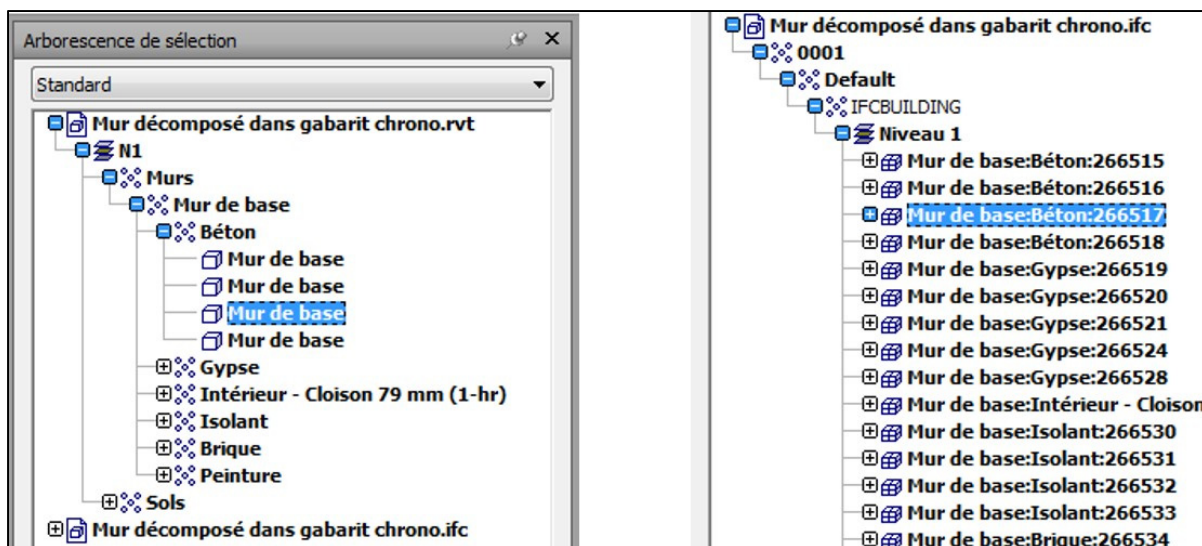 Arborescence de sélection
Standard
Mur décomposé dans gabarit chrono.rvt
N1
Murs
Mur de base
Béton
Mur de base
Mur de base
Mur de base
Mur de base
Gypse
Intérieur - Cloison 79 mm (1-hr)
Isolant
Brique
Peinture
Sols
Mur décomposé dans gabarit chrono.ifc
Mur décomposé dans gabarit chrono.ifc
0001
Default
IFCBUILDING
Niveau 1
Mur de base:Béton:266515
Mur de base:Béton:266516
Mur de base:Béton:266517
Mur de base:Béton:266518
Mur de base:Gypse:266519
Mur de base:Gypse:266520
Mur de base:Gypse:266521
Mur de base:Gypse:266524
Mur de base:Gypse:266528
Mur de base:Intérieur - Cloison
Mur de base:Isolant:266530
Mur de base:Isolant:266531
Mur de base:Isolant:266532
Mur de base:Isolant:266533
Mur de base:Brique:266534